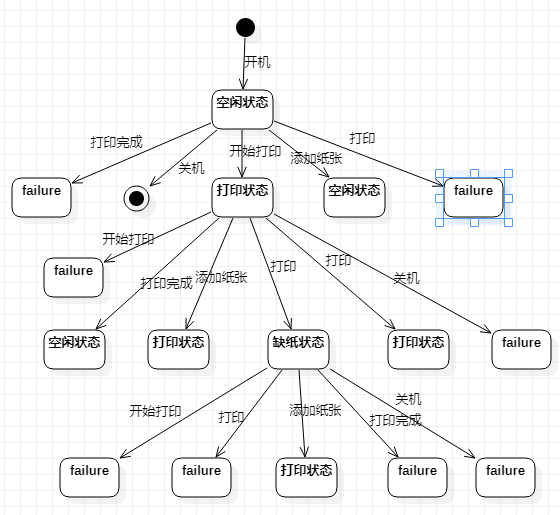 开机
空闲状态
打印完成
关机
开始打印
添加纸张
打印
failure
打印状态
空闲状态
failure
开始打印
打印完成
添加纸张
打印
打印
关机
failure
空闲状态
打印状态
缺纸状态
打印状态
failure
开始打印
打印
添加纸张
打印完成
关机
failure
failure
打印状态
failure
failure